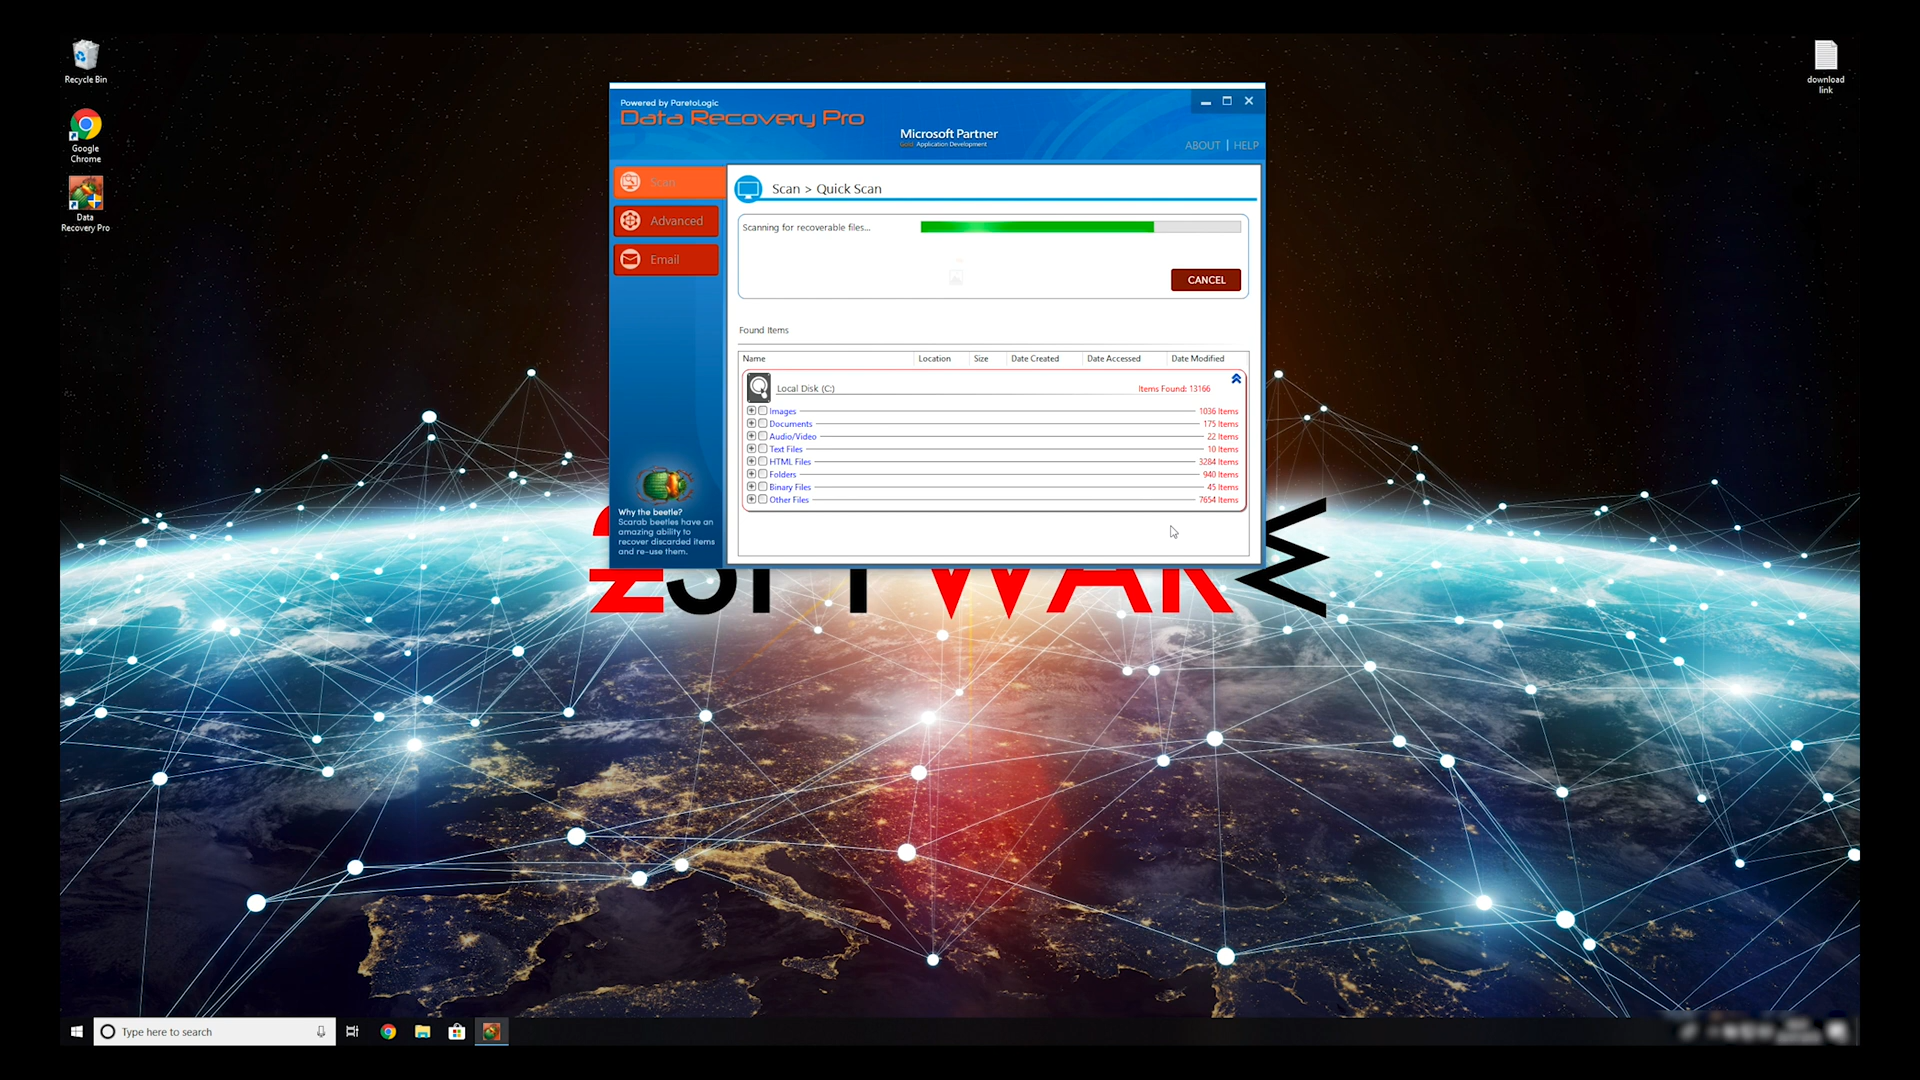 Recycle Bin
Google
Chrome
Data
Recovery Pro
download
link
Powered by ParetoLogic
Data Recovery Pro
Microsoft Partner
Gold Application Development
ABOUT | HELP
Scan
Advanced
Email
Scan > Quick Scan
Scanning for recoverable files...
CANCEL
Found Items
Name Location Size Date Created Date Accessed Date Modified
Local Disk (C:) Items Found: 13166
Images 1036 Items
Documents 175 Items
Audio/Video 22 Items
Text Files 10 Items
HTML Files 3284 Items
Folders 940 Items
Binary Files 45 Items
Other Files 7654 Items
Why the beetle?
Scarab beetles have an
amazing ability to
recover discarded items
and re-use them.
Type here to search